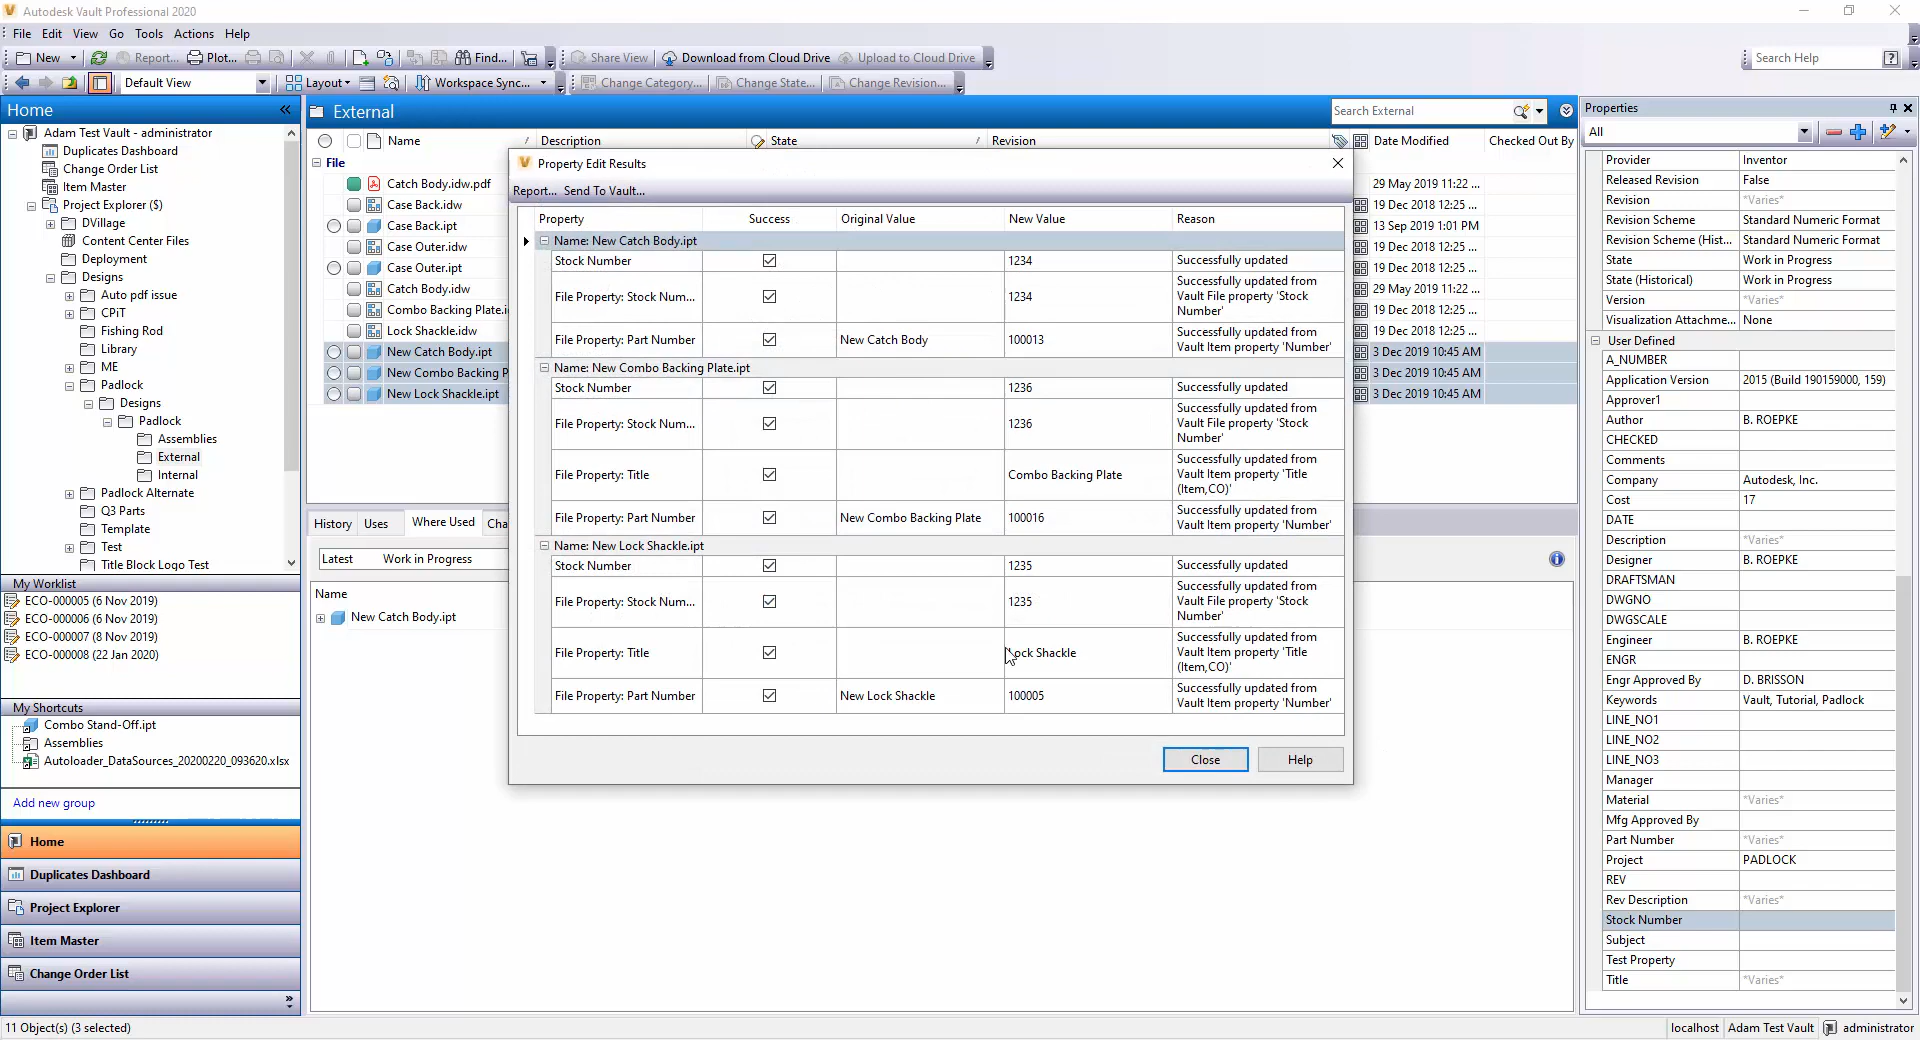 Autodesk Vault Professional 2020
File Edit View Go Tools Actions Help
New Report... Plot... Find... Share View Download from Cloud Drive Upload to Cloud Drive Search Help
Default View Layout Workspace Sync... Change Category... Change State... Change Revision...
Home
Adam Test Vault - administrator
Duplicates Dashboard
Change Order List
Item Master
Project Explorer ($)
DVillage
Content Center Files
Deployment
Designs
Auto pdf issue
CPiT
Fishing Rod
Library
ME
Padlock
Designs
Padlock
Assemblies
External
Internal
Padlock Alternate
Q3 Parts
Template
Test
Title Block Logo Test
My Worklist
ECO-000005 (6 Nov 2019)
ECO-000006 (6 Nov 2019)
ECO-000007 (8 Nov 2019)
ECO-000008 (22 Jan 2020)
My Shortcuts
Combo Stand-Off.ipt
Assemblies
Autoloader_DataSources_20200220_093620.xlsx
Add new group
Home
Duplicates Dashboard
Project Explorer
Item Master
Change Order List
External Search External
Name Description State Revision Date Modified Checked Out By
File
Catch Body.idw.pdf 29 May 2019 11:22 ...
Case Back.idw 19 Dec 2018 12:25 ...
Case Back.ipt 13 Sep 2019 1:01 PM
Case Outer.idw 19 Dec 2018 12:25 ...
Case Outer.ipt 19 Dec 2018 12:25 ...
Catch Body.idw 29 May 2019 11:22 ...
Combo Backing Plate.i 19 Dec 2018 12:25 ...
Lock Shackle.idw 19 Dec 2018 12:25 ...
New Catch Body.ipt 3 Dec 2019 10:45 AM
New Combo Backing P 3 Dec 2019 10:45 AM
New Lock Shackle.ipt 3 Dec 2019 10:45 AM
History Uses Where Used Cha
Latest Work in Progress
Name
New Catch Body.ipt
Property Edit Results
Report... Send To Vault...
Property Success Original Value New Value Reason
Name: New Catch Body.ipt
Stock Number 1234 Successfully updated
File Property: Stock Num... 1234 Successfully updated from
Vault File property 'Stock
Number'
File Property: Part Number New Catch Body 100013 Successfully updated from
Vault Item property 'Number'
Name: New Combo Backing Plate.ipt
Stock Number 1236 Successfully updated
File Property: Stock Num... 1236 Successfully updated from
Vault File property 'Stock
Number'
File Property: Title Combo Backing Plate Successfully updated from
Vault Item property 'Title
(Item,CO)'
File Property: Part Number New Combo Backing Plate 100016 Successfully updated from
Vault Item property 'Number'
Name: New Lock Shackle.ipt
Stock Number 1235 Successfully updated
File Property: Stock Num... 1235 Successfully updated from
Vault File property 'Stock
Number'
File Property: Title Lock Shackle Successfully updated from
Vault Item property 'Title
(Item,CO)'
File Property: Part Number New Lock Shackle 100005 Successfully updated from
Vault Item property 'Number'
Close Help
Properties
All
Provider Inventor
Released Revision False
Revision *Varies*
Revision Scheme Standard Numeric Format
Revision Scheme (Hist... Standard Numeric Format
State Work in Progress
State (Historical) Work in Progress
Version *Varies*
Visualization Attachme... None
User Defined
A_NUMBER
Application Version 2015 (Build 190159000, 159)
Approver1
Author B. ROEPKE
CHECKED
Comments
Company Autodesk, Inc.
Cost 17
DATE
Description *Varies*
Designer B. ROEPKE
DRAFTSMAN
DWGNO
DWGSCALE
Engineer B. ROEPKE
ENGR
Engr Approved By D. BRISSON
Keywords Vault, Tutorial, Padlock
LINE_NO1
LINE_NO2
LINE_NO3
Manager
Material *Varies*
Mfg Approved By
Part Number *Varies*
Project PADLOCK
REV
Rev Description *Varies*
Stock Number
Subject
Test Property
Title *Varies*
11 Object(s) (3 selected) localhost Adam Test Vault administrator